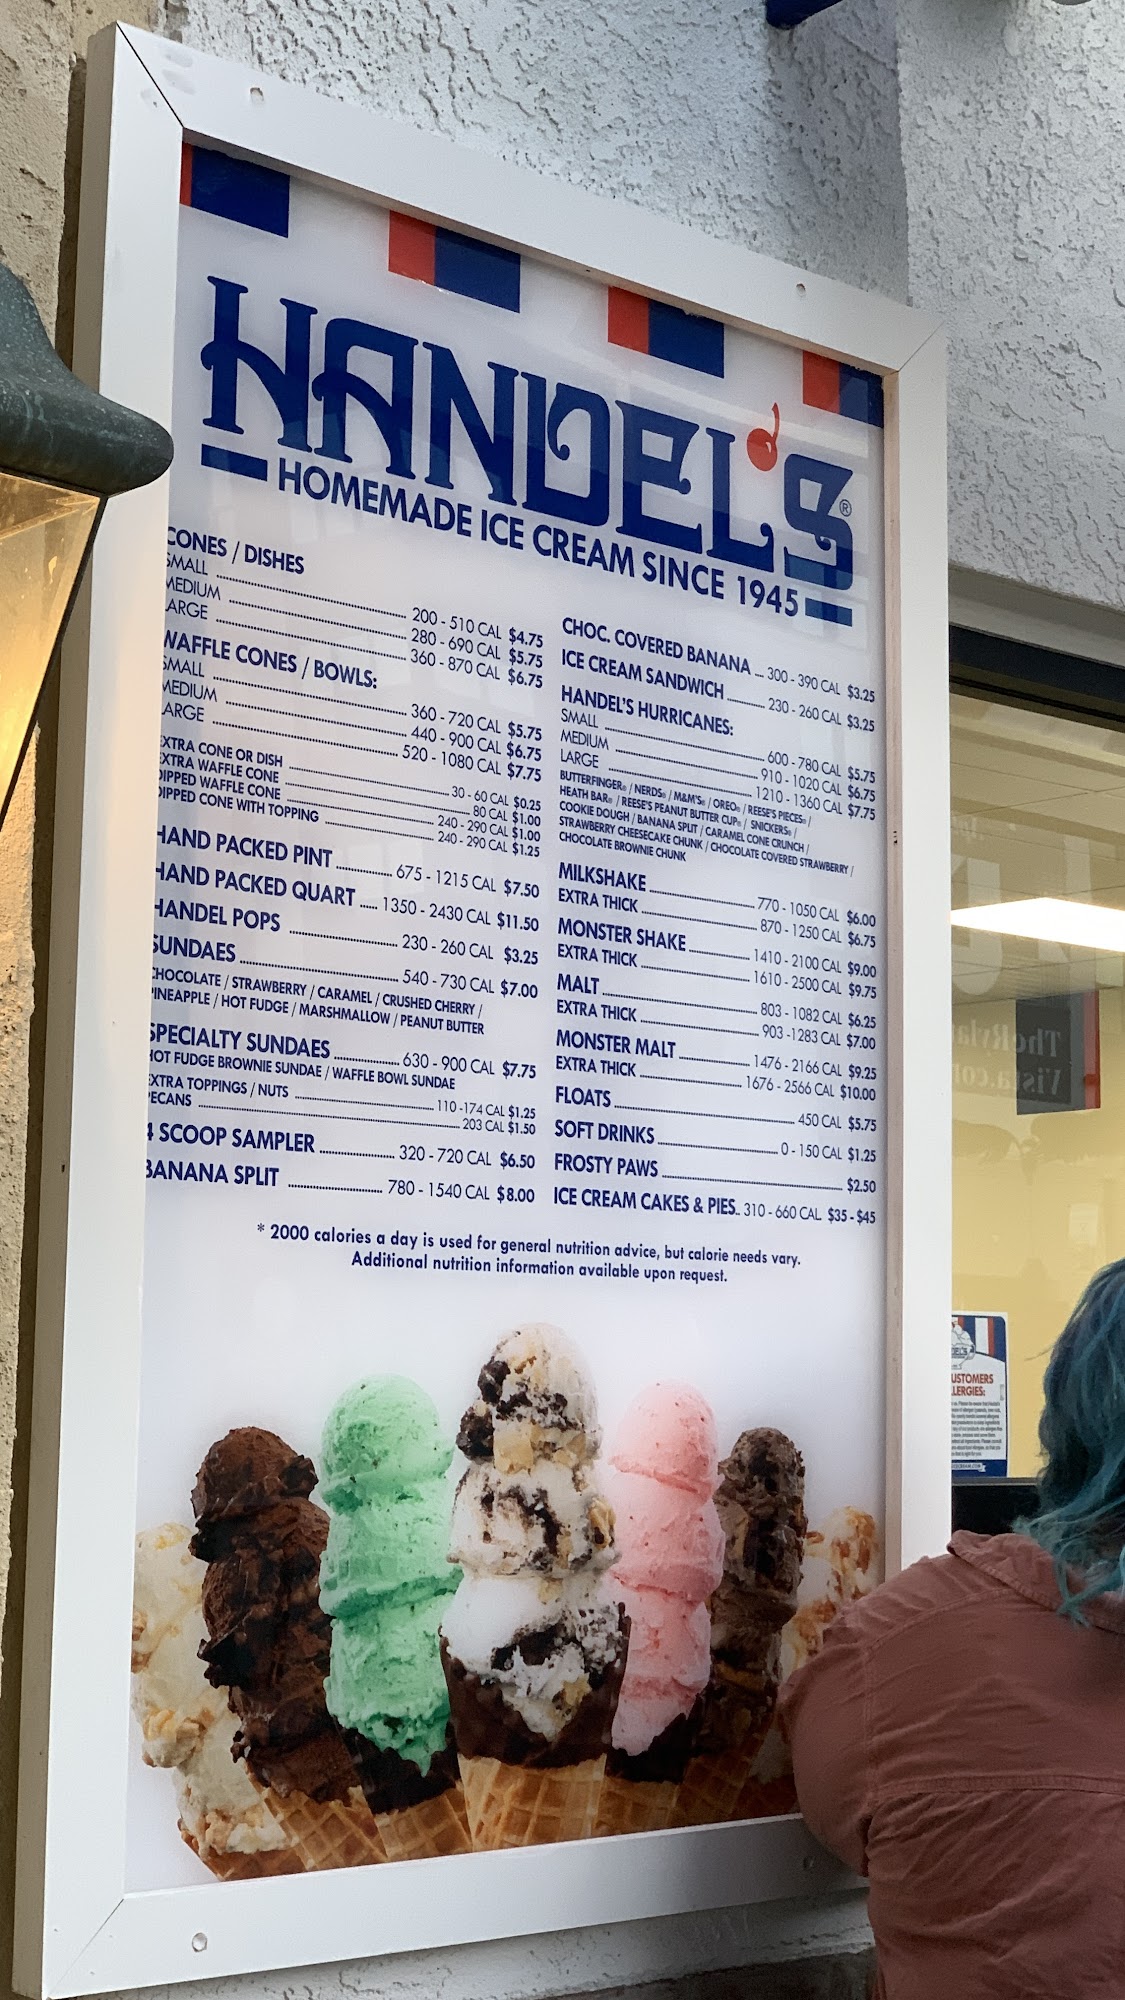 HANDEL'S®
HOMEMADE ICE CREAM SINCE 1945
CONES / DISHES
SMALL 200 - 510 CAL $4.75
MEDIUM 280 - 690 CAL $5.75
LARGE 360 - 870 CAL $6.75
WAFFLE CONES / BOWLS:
SMALL 360 - 720 CAL $5.75
MEDIUM 440 - 900 CAL $6.75
LARGE 520 - 1080 CAL $7.75
EXTRA CONE OR DISH 30 - 60 CAL $0.25
EXTRA WAFFLE CONE 80 CAL $1.00
DIPPED WAFFLE CONE 240 - 290 CAL $1.00
DIPPED CONE WITH TOPPING 240 - 290 CAL $1.25
HAND PACKED PINT 675 - 1215 CAL $7.50
HAND PACKED QUART 1350 - 2430 CAL $11.50
HANDEL POPS 230 - 260 CAL $3.25
SUNDAES 540 - 730 CAL $7.00
CHOCOLATE / STRAWBERRY / CARAMEL / CRUSHED CHERRY /
PINEAPPLE / HOT FUDGE / MARSHMALLOW / PEANUT BUTTER
SPECIALTY SUNDAES 630 - 900 CAL $7.75
HOT FUDGE BROWNIE SUNDAE / WAFFLE BOWL SUNDAE
EXTRA TOPPINGS / NUTS 110 -174 CAL $1.25
PECANS 203 CAL $1.50
4 SCOOP SAMPLER 320 - 720 CAL $6.50
BANANA SPLIT 780 - 1540 CAL $8.00
CHOC. COVERED BANANA ... 300 - 390 CAL $3.25
ICE CREAM SANDWICH 230 - 260 CAL $3.25
HANDEL'S HURRICANES:
SMALL 600 - 780 CAL $5.75
MEDIUM 910 - 1020 CAL $6.75
LARGE 1210 - 1360 CAL $7.75
BUTTERFINGER® / NERDS® / M&M'S® / OREO® / REESE'S PIECES® /
HEATH BAR® / REESE'S PEANUT BUTTER CUP® / SNICKERS® /
COOKIE DOUGH / BANANA SPLIT / CARAMEL CONE CRUNCH /
STRAWBERRY CHEESECAKE CHUNK / CHOCOLATE COVERED STRAWBERRY /
CHOCOLATE BROWNIE CHUNK
MILKSHAKE 770 - 1050 CAL $6.00
EXTRA THICK 870 - 1250 CAL $6.75
MONSTER SHAKE 1410 - 2100 CAL $9.00
EXTRA THICK 1610 - 2500 CAL $9.75
MALT 803 - 1082 CAL $6.25
EXTRA THICK 903 -1283 CAL $7.00
MONSTER MALT 1476 - 2166 CAL $9.25
EXTRA THICK 1676 - 2566 CAL $10.00
FLOATS 450 CAL $5.75
SOFT DRINKS 0 - 150 CAL $1.25
FROSTY PAWS $2.50
ICE CREAM CAKES & PIES.. 310 - 660 CAL $35 - $45
* 2000 calories a day is used for general nutrition advice, but calorie needs vary.
Additional nutrition information available upon request.